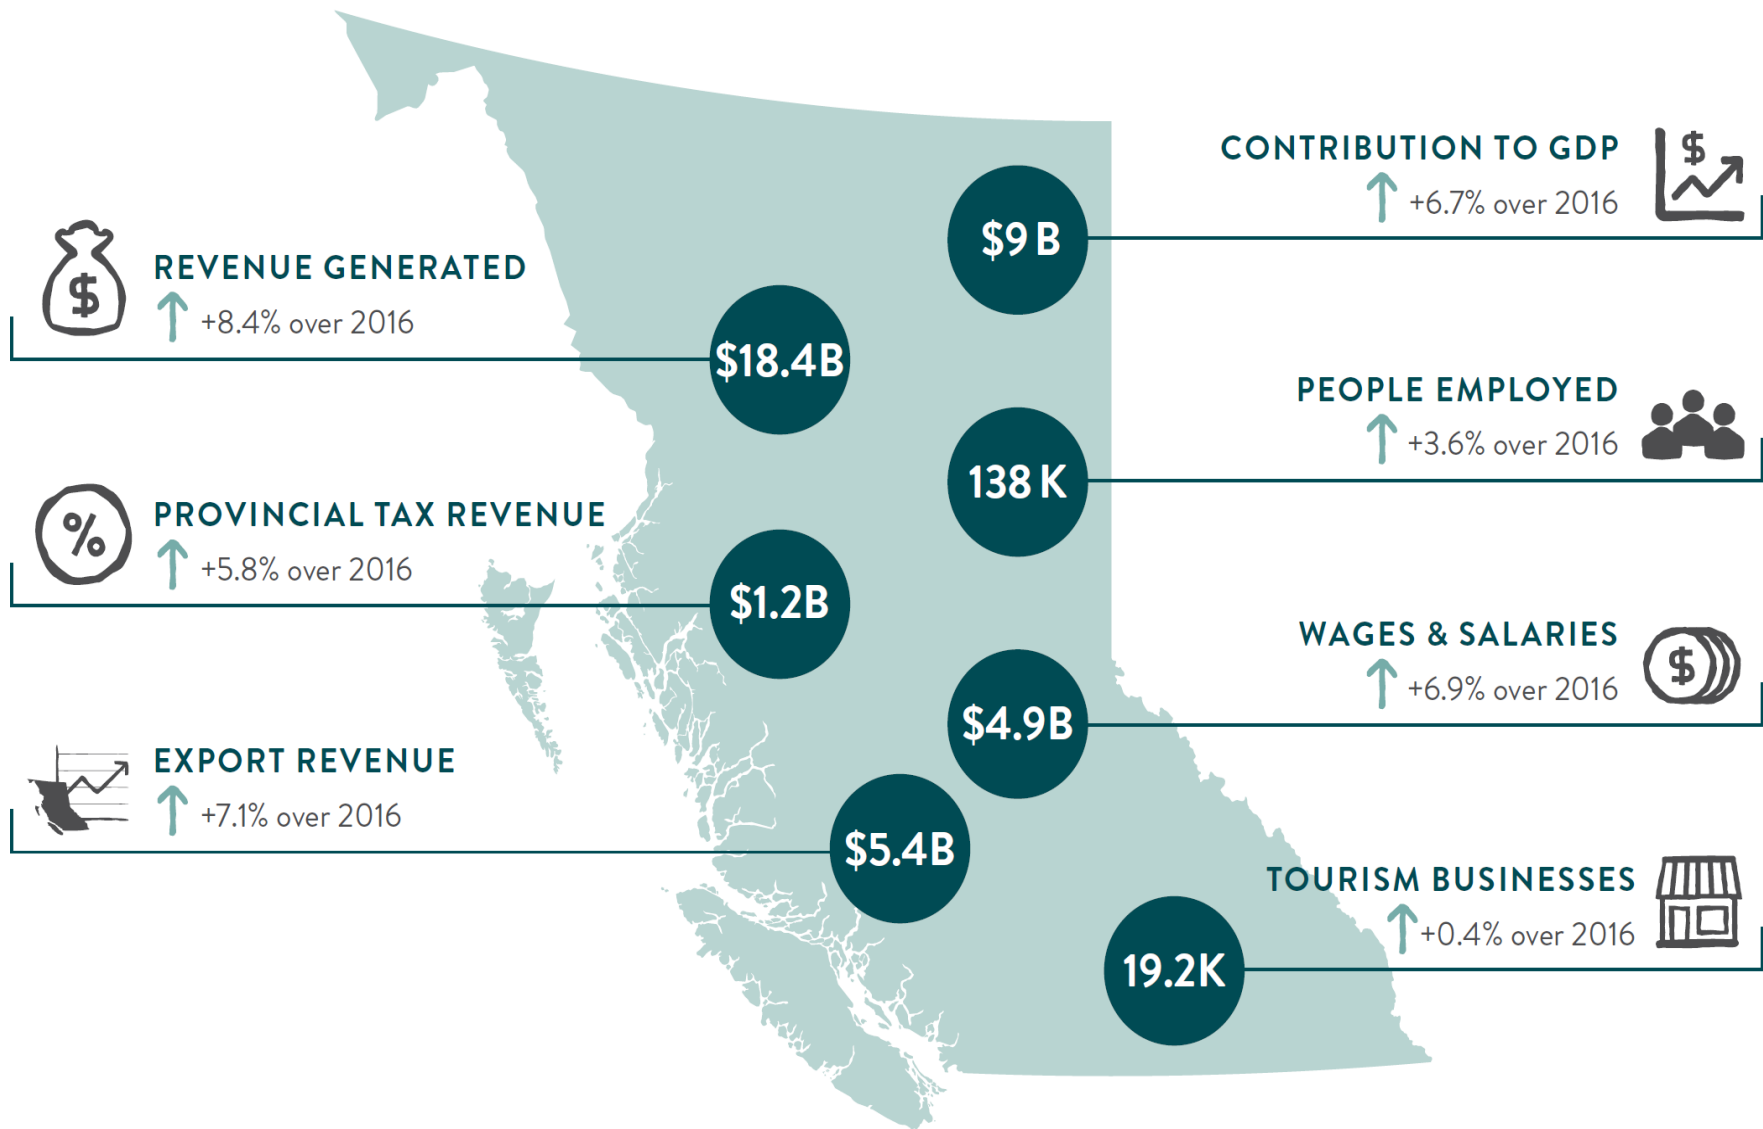 REVENUE GENERATED
+8.4% over 2016
$18.4B
PROVINCIAL TAX REVENUE
+5.8% over 2016
$1.2B
EXPORT REVENUE
+7.1% over 2016
$5.4B
CONTRIBUTION TO GDP
+6.7% over 2016
$9 B
PEOPLE EMPLOYED
+3.6% over 2016
138 K
WAGES & SALARIES
+6.9% over 2016
$4.9B
TOURISM BUSINESSES
+0.4% over 2016
19.2K
$
%
$
$